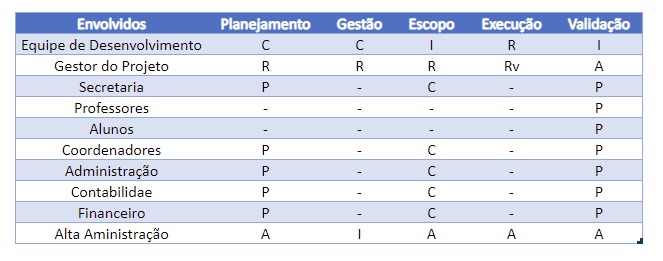 Envolvidos Planejamento Gestão Escopo Execução Validação
Equipe de Desenvolvimento C C I R I
Gestor do Projeto R R R Rv A
Secretaria P - C - P
Professores - - - - P
Alunos - - - - P
Coordenadores P - C - P
Administração P - C - P
Contabilidae P - C - P
Financeiro P - C - P
Alta Aministração A I A A A